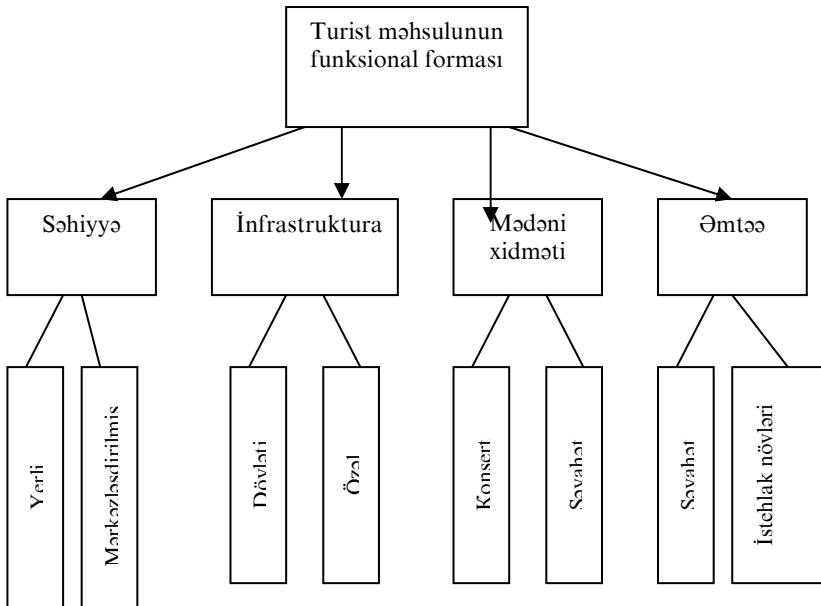 Turist məhsulunun
funksional forması
Səhiyyə
İnfrastruktura
Mədəni
xidməti
Əmtəə
Yerli
Mərkəzləşdirilmiş
Dövləti
Özəl
Konsert
Səyahət
Səyahət
İstehlak növləri